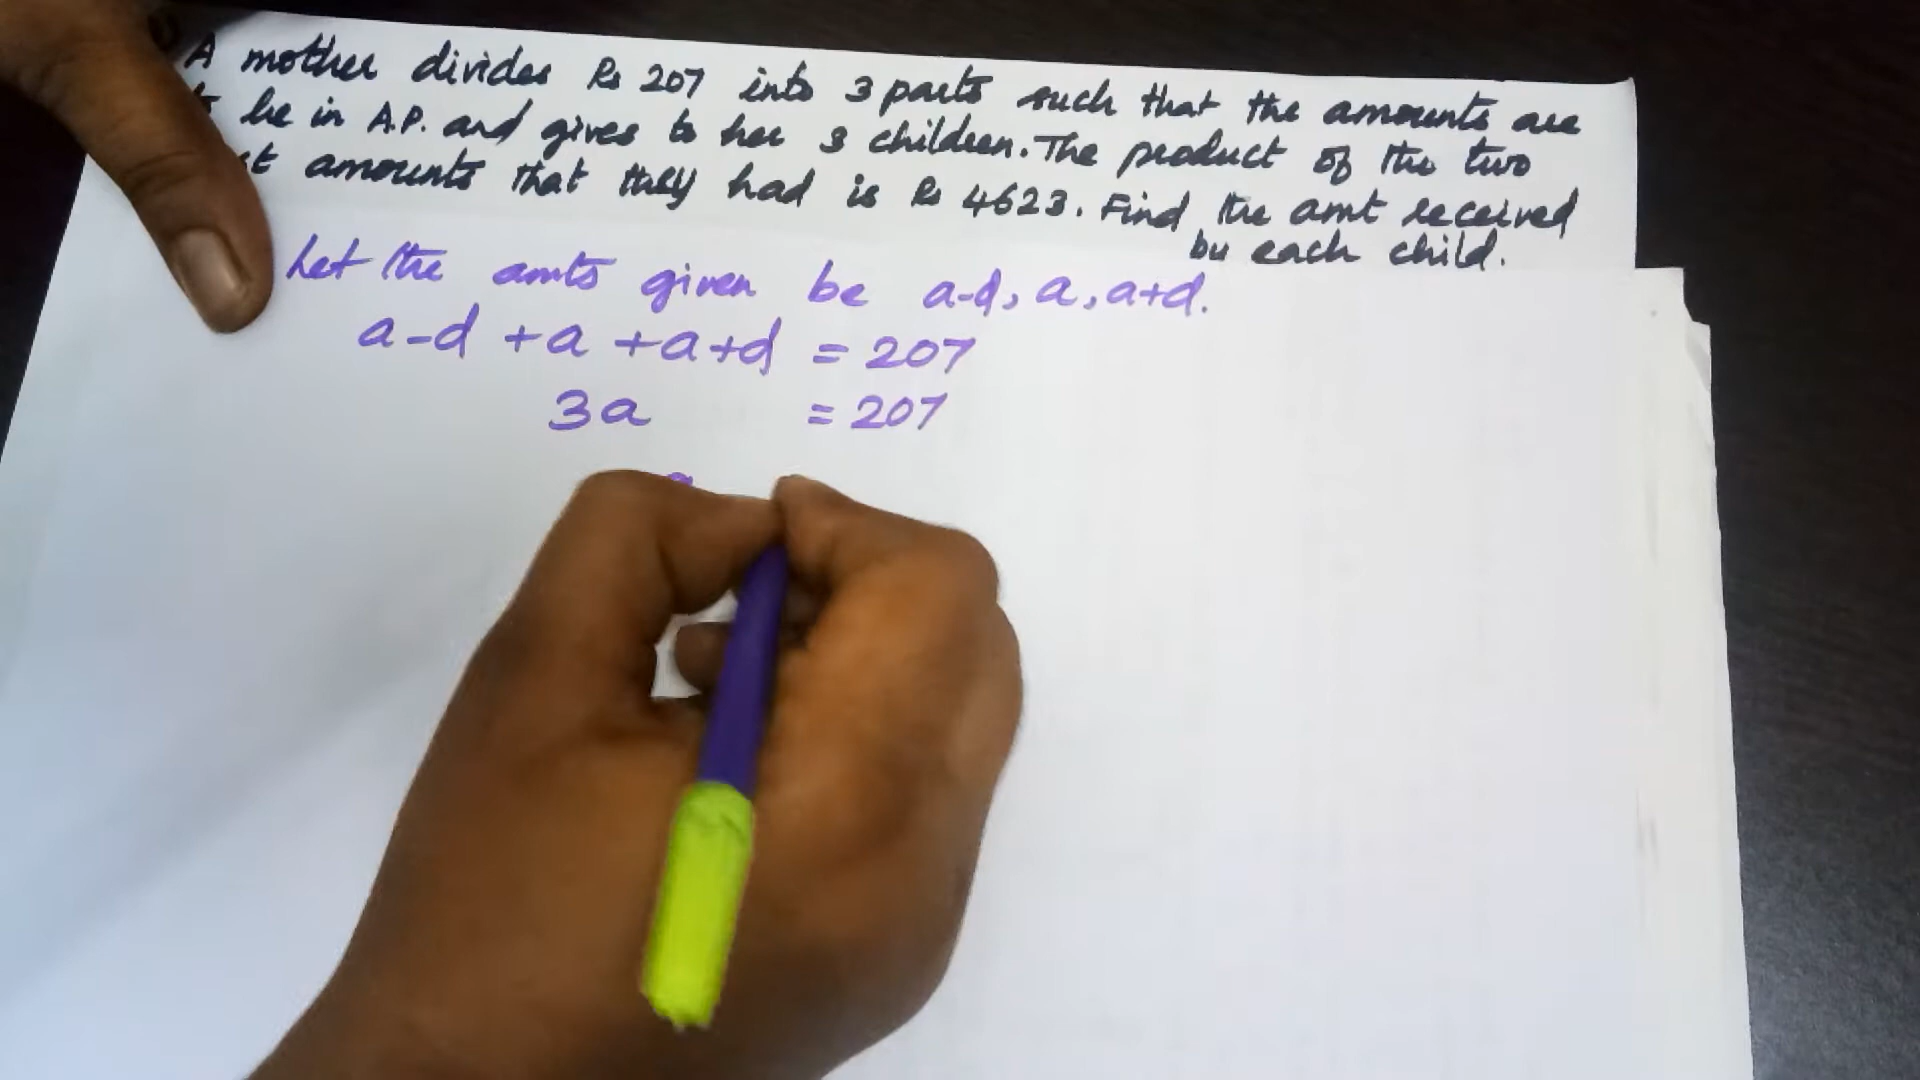 A mother divides Rs 207 into 3 parts such that the amounts are
be in A.P. and gives to her 3 children. The product of the two
amounts that they had is Rs 4623. Find the amt received
by each child.
Let the amts given be a-d, a, a+d.
a-d +a +a+d = 207
3a = 207